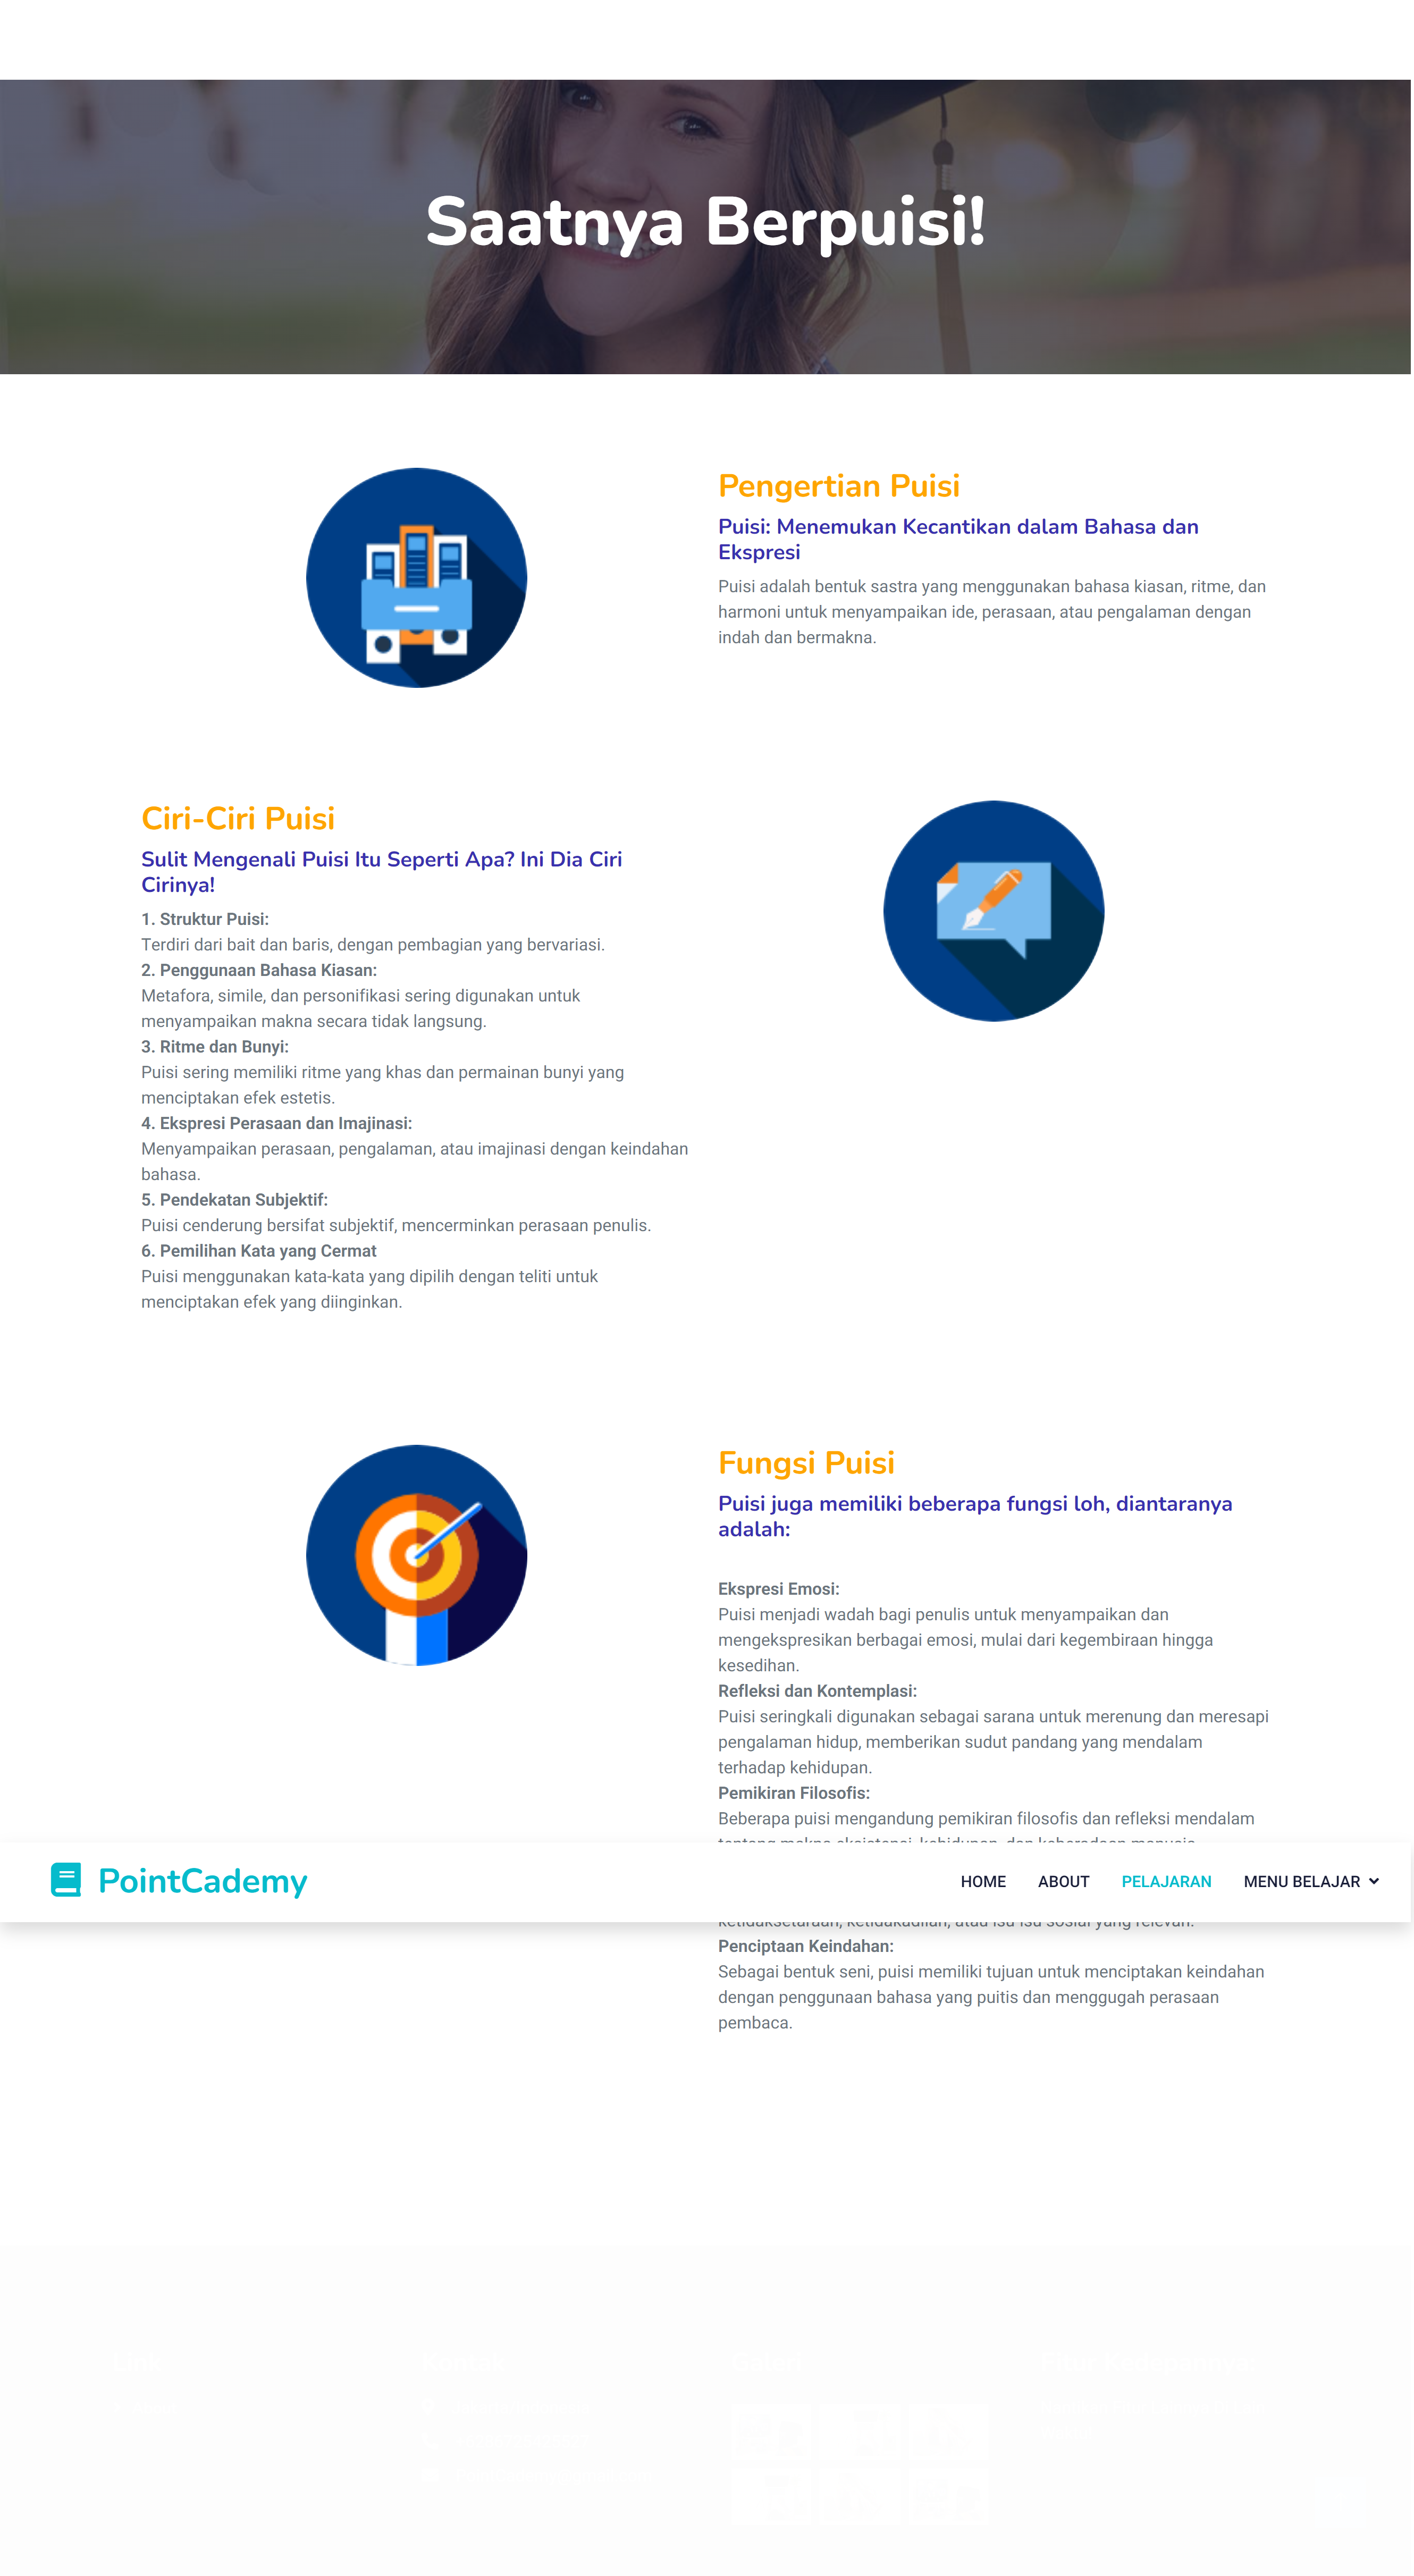 Saatnya Berpuisi!
Pengertian Puisi
Puisi: Menemukan Kecantikan dalam Bahasa dan
Ekspresi
Puisi adalah bentuk sastra yang menggunakan bahasa kiasan, ritme, dan
harmoni untuk menyampaikan ide, perasaan, atau pengalaman dengan
indah dan bermakna.
Ciri-Ciri Puisi
Sulit Mengenali Puisi Itu Seperti Apa? Ini Dia Ciri
Cirinya!
1. Struktur Puisi:
Terdiri dari bait dan baris, dengan pembagian yang bervariasi.
2. Penggunaan Bahasa Kiasan:
Metafora, simile, dan personifikasi sering digunakan untuk
menyampaikan makna secara tidak langsung.
3. Ritme dan Bunyi:
Puisi sering memiliki ritme yang khas dan permainan bunyi yang
menciptakan efek estetis.
4. Ekspresi Perasaan dan Imajinasi:
Menyampaikan perasaan, pengalaman, atau imajinasi dengan keindahan
bahasa.
5. Pendekatan Subjektif:
Puisi cenderung bersifat subjektif, mencerminkan perasaan penulis.
6. Pemilihan Kata yang Cermat
Puisi menggunakan kata-kata yang dipilih dengan teliti untuk
menciptakan efek yang diinginkan.
Fungsi Puisi
Puisi juga memiliki beberapa fungsi loh, diantaranya
adalah:
Ekspresi Emosi:
Puisi menjadi wadah bagi penulis untuk menyampaikan dan
mengekspresikan berbagai emosi, mulai dari kegembiraan hingga
kesedihan.
Refleksi dan Kontemplasi:
Puisi seringkali digunakan sebagai sarana untuk merenung dan meresapi
pengalaman hidup, memberikan sudut pandang yang mendalam
terhadap kehidupan.
Pemikiran Filosofis:
Beberapa puisi mengandung pemikiran filosofis dan refleksi mendalam
PointCademy
HOME ABOUT PELAJARAN MENU BELAJAR
ketidaksetaraan, ketidakadilan, atau isu-isu sosial yang relevan.
Penciptaan Keindahan:
Sebagai bentuk seni, puisi memiliki tujuan untuk menciptakan keindahan
dengan penggunaan bahasa yang puitis dan menggugah perasaan
pembaca.